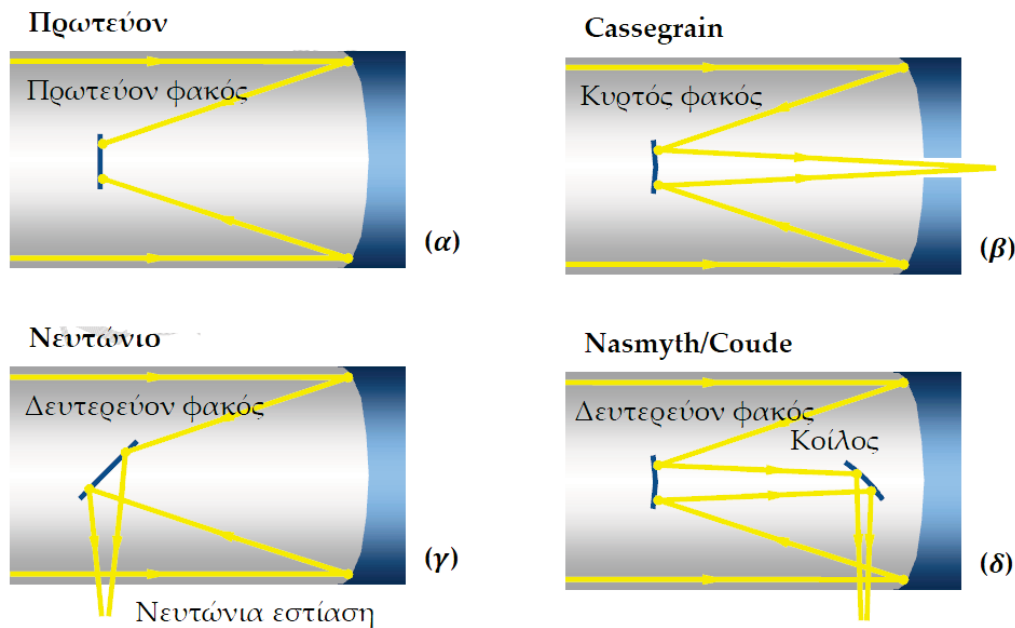 Πρωτεύον
Πρωτεύον φακός
(α)
Cassegrain
Κυρτός φακός
(β)
Νευτώνιο
Δευτερεύον φακός
(γ)
Νευτώνια εστίαση
Nasmyth/Coude
Δευτερεύον φακός
Κοίλος
(δ)